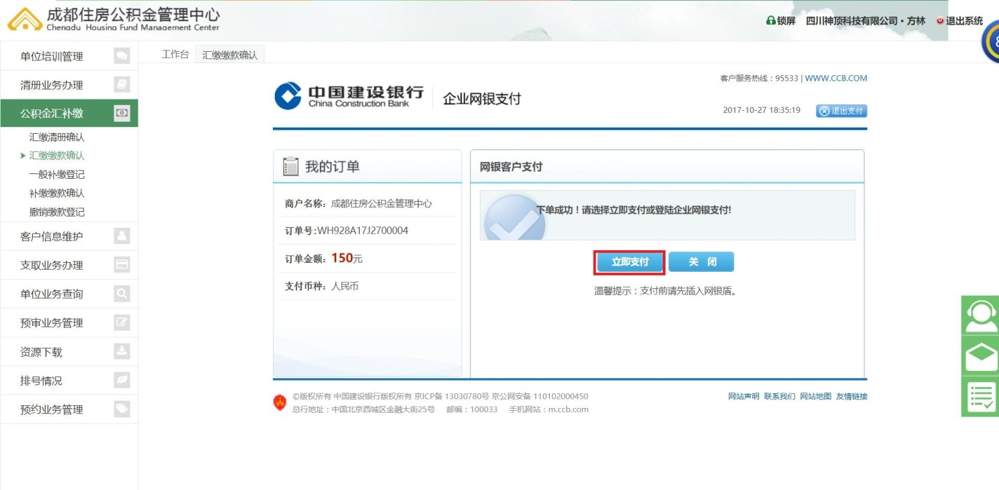 成都住房公积金管理中心
Chengdu Housing Fund Management Center
锁屏 四川神顶科技有限公司·方林 退出系统
8
单位培训管理
清册业务办理
公积金汇补缴
汇缴清册确认
汇缴缴款确认
一般补缴登记
补缴缴款确认
撤销缴款登记
客户信息维护
支取业务办理
单位业务查询
预审业务管理
资源下载
排号情况
预约业务管理
工作台 汇缴缴款确认
中国建设银行
China Construction Bank
企业网银支付
客户服务热线：95533 | WWW.CCB.COM
2017-10-27 18:35:19 退出支付
我的订单
商户名称：成都住房公积金管理中心
订单号:WH928A17J2700004
订单金额：150元
支付币种：人民币
网银客户支付
下单成功！请选择立即支付或登陆企业网银支付!
立即支付 关 闭
温馨提示：支付前请先插入网银盾。
©版权所有 中国建设银行版权所有 京ICP备 13030780号 京公网安备 110102000450
总行地址：中国北京西城区金融大街25号 邮编：100033 手机网站：m.ccb.com
网站声明 联系我们 网站地图 友情链接